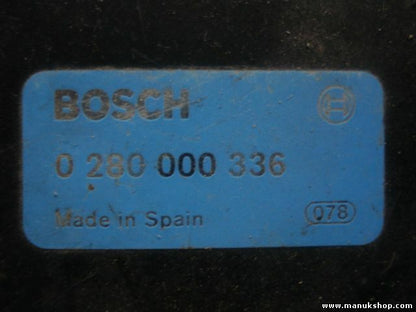 BOSCH
0 280 000 336
Made in Spain 078
www.manukshop.com